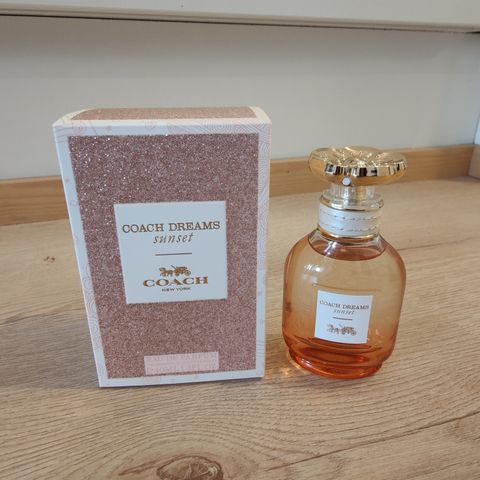 COACH DREAMS
sunset
COACH
NEW YORK
COACH DREAMS
sunset